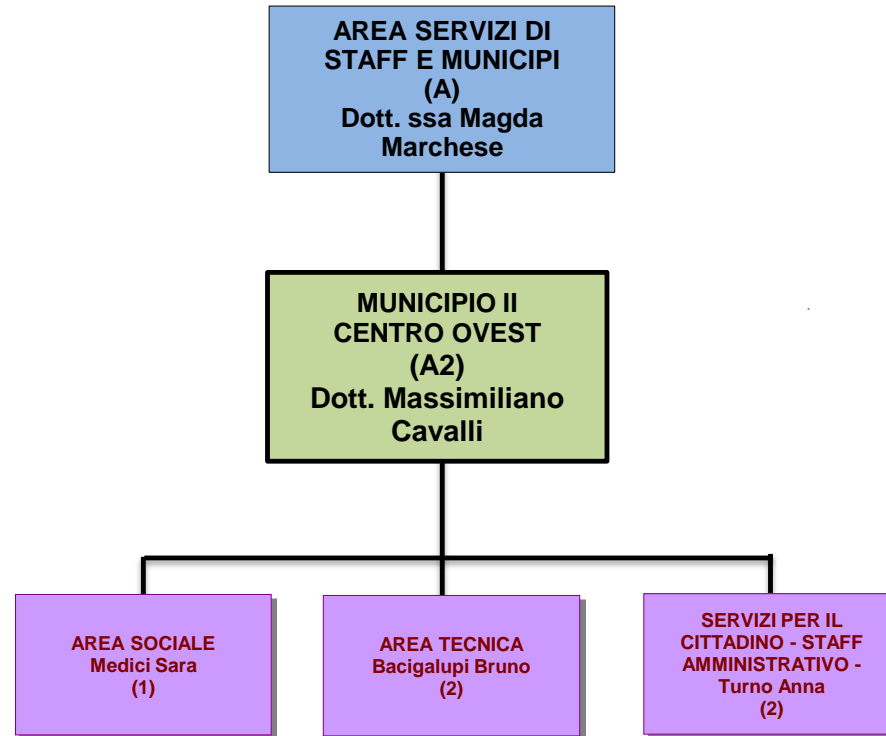 AREA SERVIZI DI
STAFF E MUNICIPI
(A)
Dott. ssa Magda
Marchese
MUNICIPIO II
CENTRO OVEST
(A2)
Dott. Massimiliano
Cavalli
AREA SOCIALE
Medici Sara
(1)
AREA TECNICA
Bacigalupi Bruno
(2)
SERVIZI PER IL
CITTADINO - STAFF
AMMINISTRATIVO -
Turno Anna
(2)